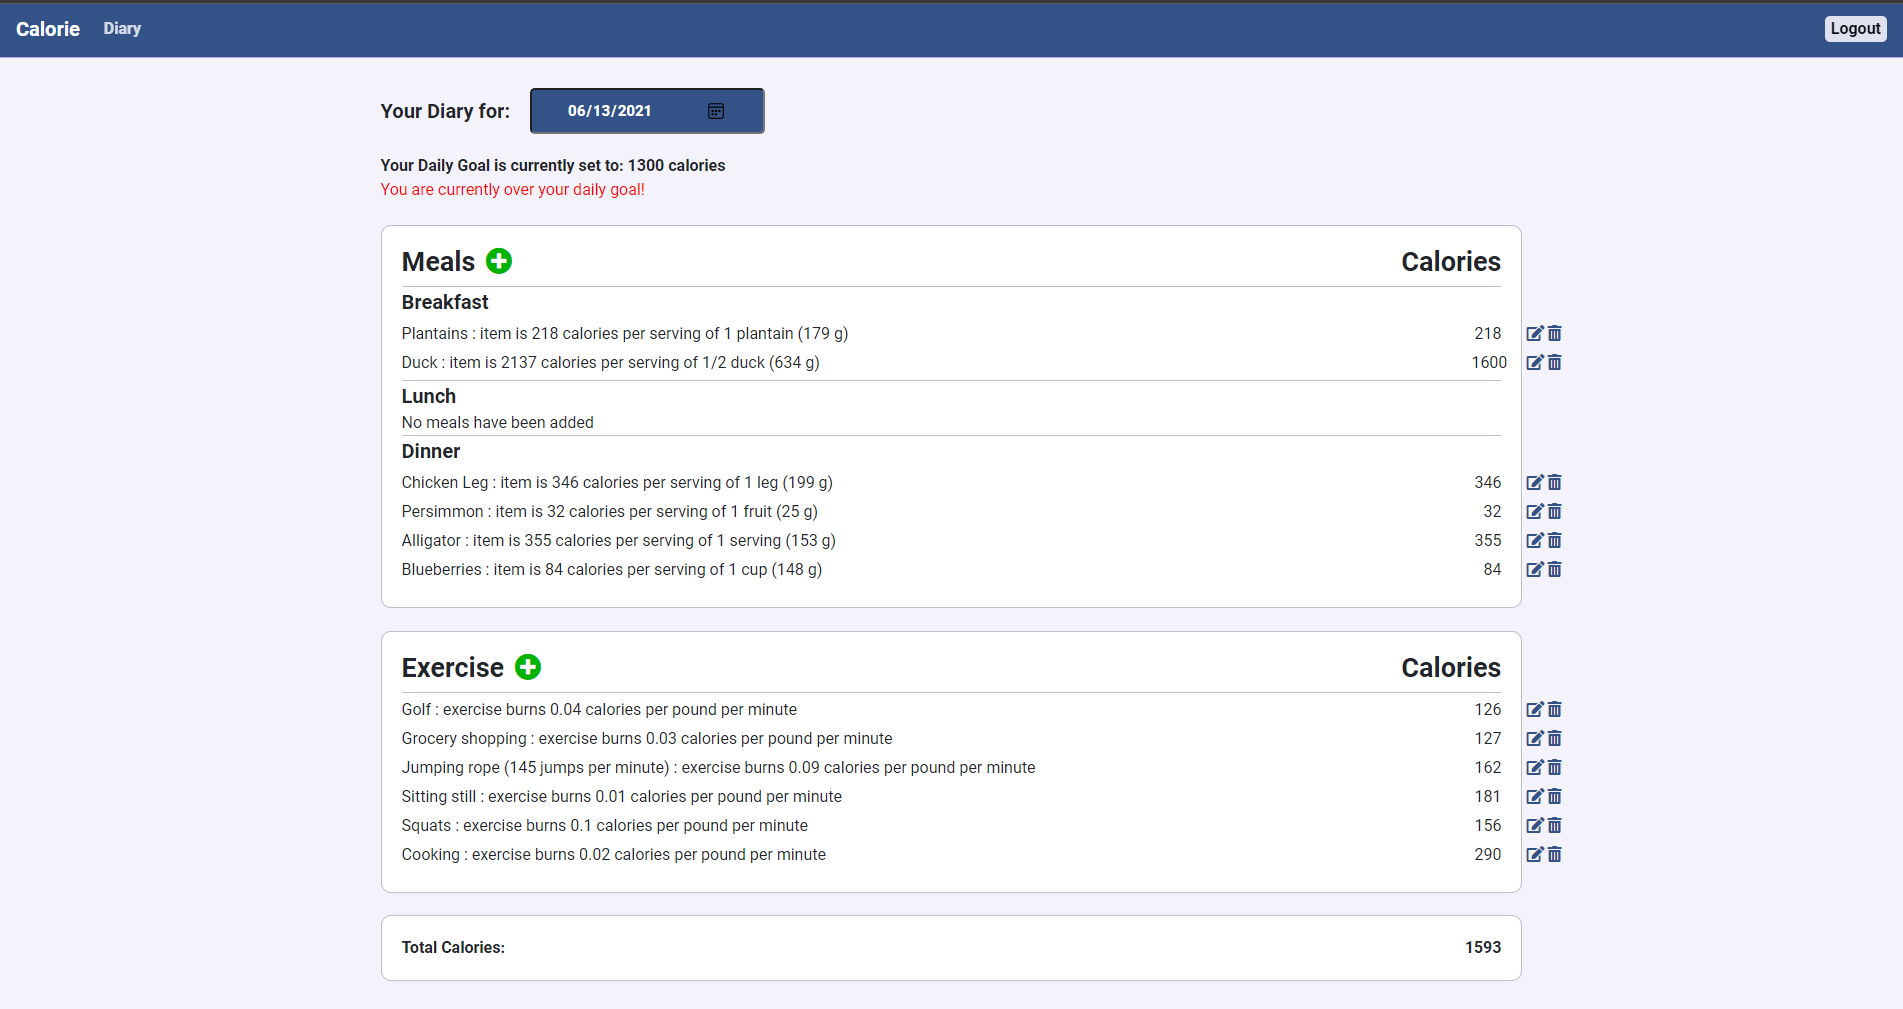 Calorie Diary Logout
Your Diary for: 06/13/2021
Your Daily Goal is currently set to: 1300 calories
You are currently over your daily goal!
Meals Calories
Breakfast
Plantains : item is 218 calories per serving of 1 plantain (179 g) 218
Duck : item is 2137 calories per serving of 1/2 duck (634 g) 1600
Lunch
No meals have been added
Dinner
Chicken Leg : item is 346 calories per serving of 1 leg (199 g) 346
Persimmon : item is 32 calories per serving of 1 fruit (25 g) 32
Alligator : item is 355 calories per serving of 1 serving (153 g) 355
Blueberries : item is 84 calories per serving of 1 cup (148 g) 84
Exercise Calories
Golf : exercise burns 0.04 calories per pound per minute 126
Grocery shopping : exercise burns 0.03 calories per pound per minute 127
Jumping rope (145 jumps per minute) : exercise burns 0.09 calories per pound per minute 162
Sitting still : exercise burns 0.01 calories per pound per minute 181
Squats : exercise burns 0.1 calories per pound per minute 156
Cooking : exercise burns 0.02 calories per pound per minute 290
Total Calories: 1593